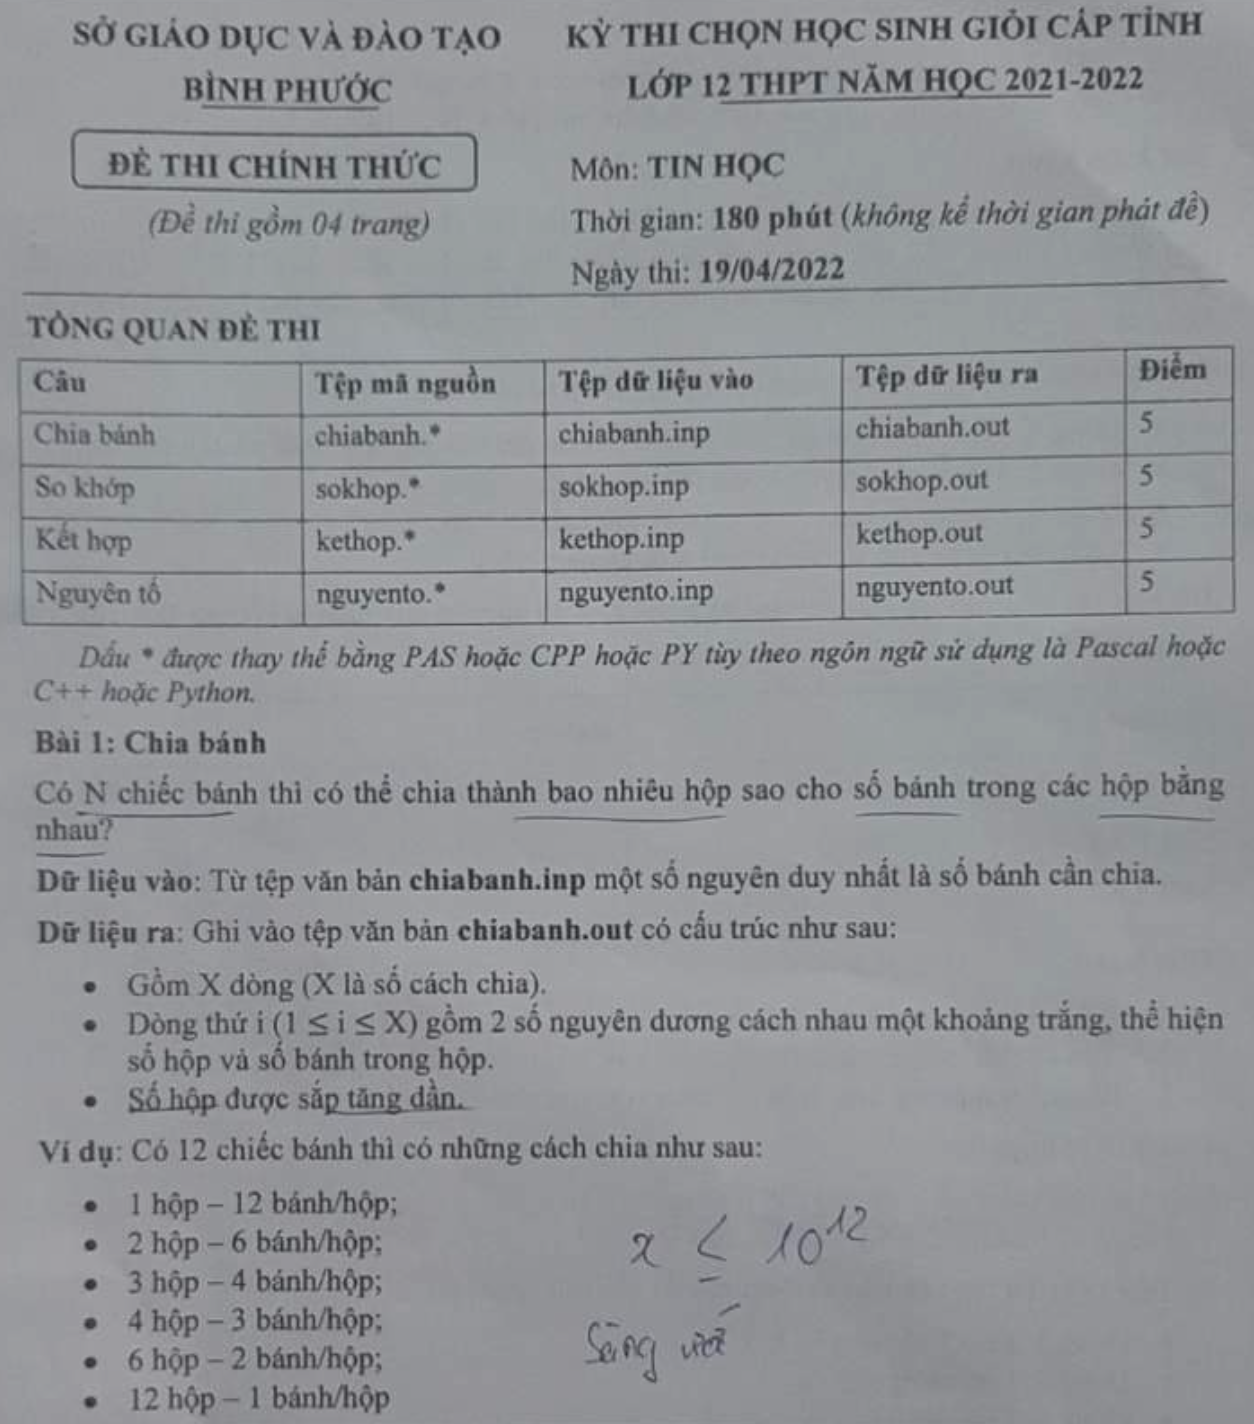 SỞ GIÁO DỤC VÀ ĐÀO TẠO
BÌNH PHƯỚC
KỲ THI CHỌN HỌC SINH GIỎI CẤP TỈNH
LỚP 12 THPT NĂM HỌC 2021-2022
ĐỀ THI CHÍNH THỨC
(Đề thi gồm 04 trang)
Môn: TIN HỌC
Thời gian: 180 phút (không kể thời gian phát đề)
Ngày thi: 19/04/2022
TỔNG QUAN ĐỀ THI
Câu Tệp mã nguồn Tệp dữ liệu vào Tệp dữ liệu ra Điểm
Chia bánh chiabanh.* chiabanh.inp chiabanh.out 5
So khớp sokhop.* sokhop.inp sokhop.out 5
Kết hợp kethop.* kethop.inp kethop.out 5
Nguyên tố nguyento.* nguyento.inp nguyento.out 5
Dấu * được thay thế bằng PAS hoặc CPP hoặc PY tùy theo ngôn ngữ sử dụng là Pascal hoặc
C++ hoặc Python.
Bài 1: Chia bánh
Có N chiếc bánh thì có thể chia thành bao nhiêu hộp sao cho số bánh trong các hộp bằng
nhau?
Dữ liệu vào: Từ tệp văn bản chiabanh.inp một số nguyên duy nhất là số bánh cần chia.
Dữ liệu ra: Ghi vào tệp văn bản chiabanh.out có cấu trúc như sau:
• Gồm X dòng (X là số cách chia).
• Dòng thứ i (1 ≤ i ≤ X) gồm 2 số nguyên dương cách nhau một khoảng trắng, thể hiện
số hộp và số bánh trong hộp.
• Số hộp được sắp tăng dần.
Ví dụ: Có 12 chiếc bánh thì có những cách chia như sau:
• 1 hộp – 12 bánh/hộp;
• 2 hộp – 6 bánh/hộp;
• 3 hộp – 4 bánh/hộp;
• 4 hộp – 3 bánh/hộp;
• 6 hộp – 2 bánh/hộp;
• 12 hộp – 1 bánh/hộp
x ≤ 10^12